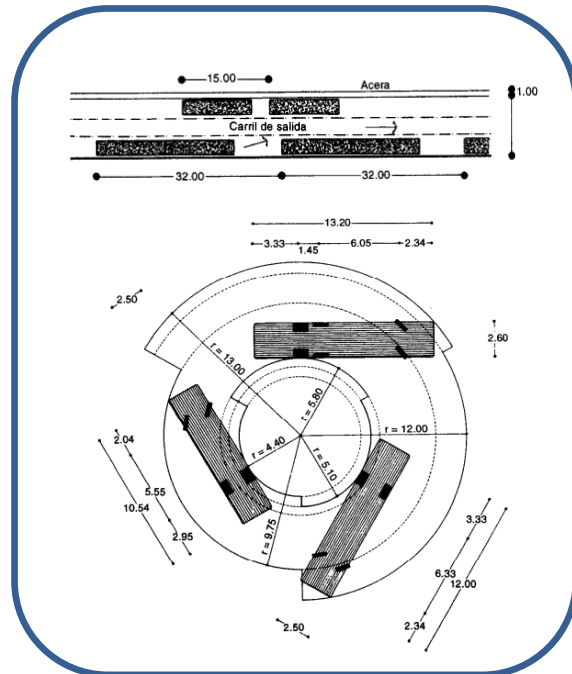 15.00
Acera
1.00
Carril de salida
32.00
32.00
13.20
3.33
1.45
6.05
2.34
2.50
2.60
r = 13.00
r = 5.80
r = 12.00
r = 4.40
r = 5.10
r = 9.75
2.04
5.55
10.54
2.95
3.33
6.33
12.00
2.34
2.50